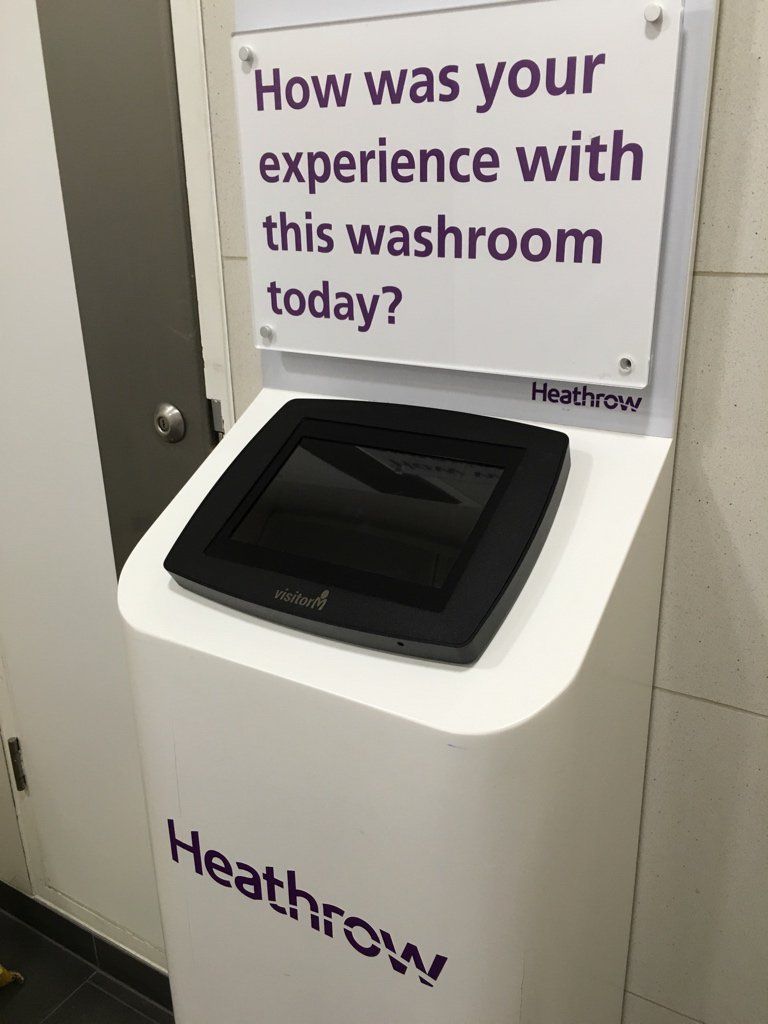 How was your
experience with
this washroom
today?
Heathrow
visitorM
Heathrow